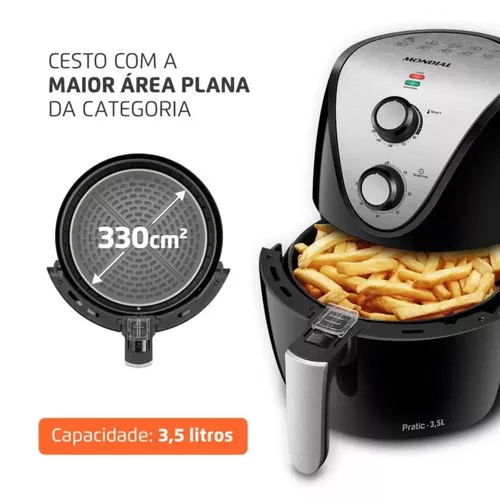 CESTO COM A
MAIOR ÁREA PLANA
DA CATEGORIA
330cm²
Capacidade: 3,5 litros
MONDIAL
Pratic - 3,5L